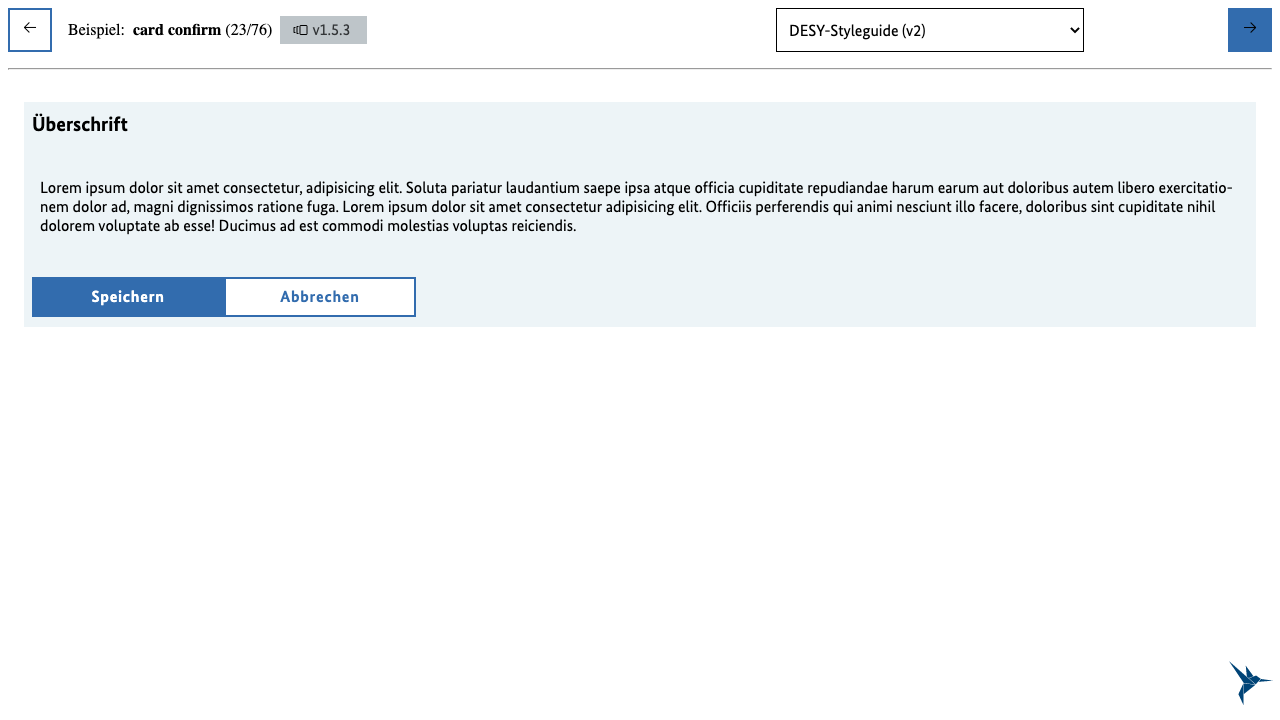 Beispiel: card confirm (23/76) v1.5.3 DESY-Styleguide (v2)
Überschrift
Lorem ipsum dolor sit amet consectetur, adipisicing elit. Soluta pariatur laudantium saepe ipsa atque officia cupiditate repudiandae harum earum aut doloribus autem libero exercitatio-
nem dolor ad, magni dignissimos ratione fuga. Lorem ipsum dolor sit amet consectetur adipisicing elit. Officiis perferendis qui animi nesciunt illo facere, doloribus sint cupiditate nihil
dolorem voluptate ab esse! Ducimus ad est commodi molestias voluptas reiciendis.
Speichern Abbrechen